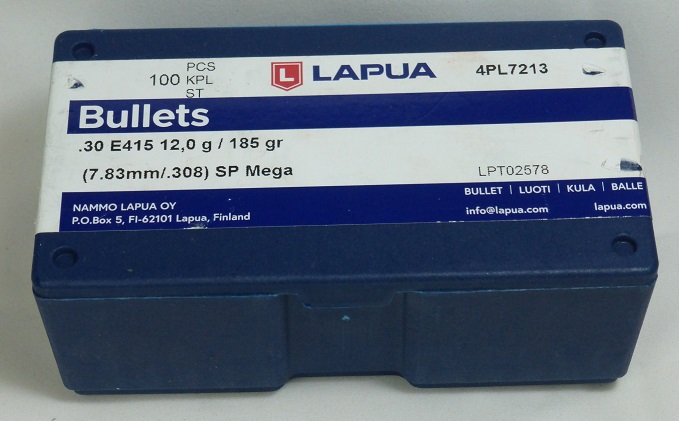 100 PCS KPL ST
L LAPUA
4PL7213
Bullets
.30 E415 12,0 g / 185 gr
(7.83mm/.308) SP Mega
LPT02578
BULLET | LUOTI | KULA | BALLE
NAMMO LAPUA OY
P.O.Box 5, FI-62101 Lapua, Finland
info@lapua.com
lapua.com